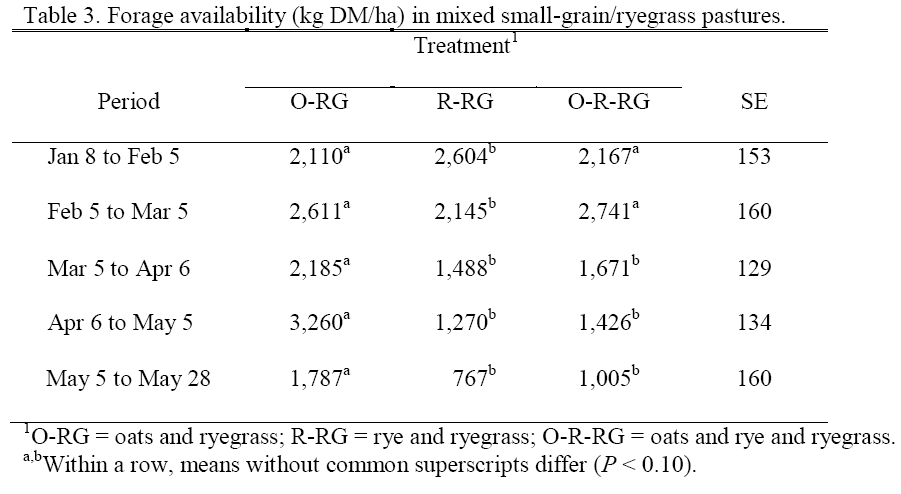 Table 3. Forage availability (kg DM/ha) in mixed small-grain/ryegrass pastures.
Treatment¹
Period O-RG R-RG O-R-RG SE
Jan 8 to Feb 5 2,110ᵃ 2,604ᵇ 2,167ᵃ 153
Feb 5 to Mar 5 2,611ᵃ 2,145ᵇ 2,741ᵃ 160
Mar 5 to Apr 6 2,185ᵃ 1,488ᵇ 1,671ᵇ 129
Apr 6 to May 5 3,260ᵃ 1,270ᵇ 1,426ᵇ 134
May 5 to May 28 1,787ᵃ 767ᵇ 1,005ᵇ 160
¹O-RG = oats and ryegrass; R-RG = rye and ryegrass; O-R-RG = oats and rye and ryegrass.
ᵃ,ᵇWithin a row, means without common superscripts differ (P < 0.10).